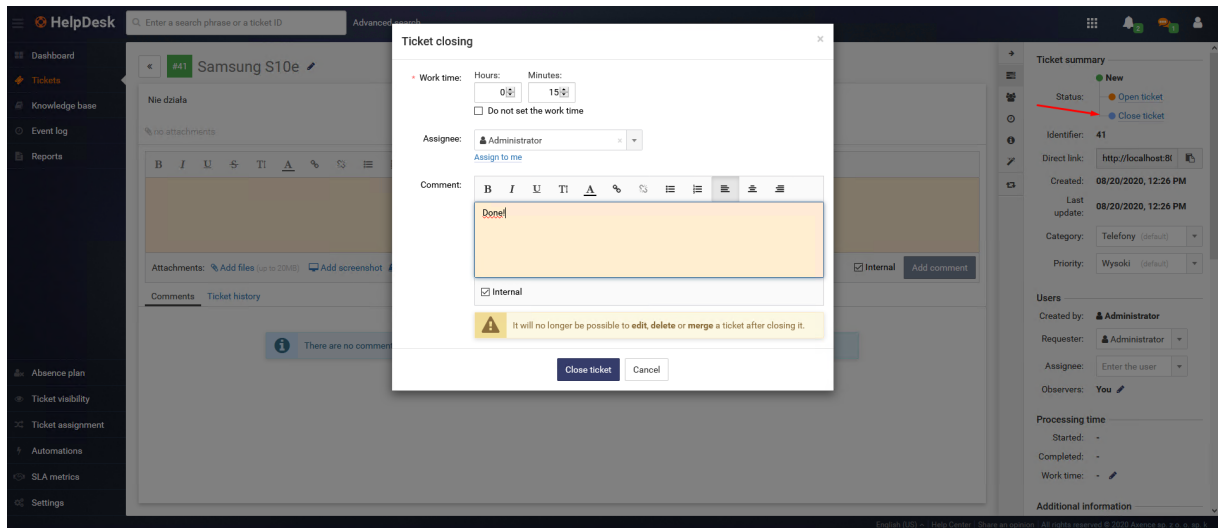 HelpDesk
Enter a search phrase or a ticket ID
Advanced search
2
1
Dashboard
Tickets
Knowledge base
Event log
Reports
Absence plan
Ticket visibility
Ticket assignment
Automations
SLA metrics
Settings
« #41 Samsung S10e
Nie działa
no attachments
B I U S T! A
Attachments: Add files (up to 20MB) Add screenshot
Internal Add comment
Comments Ticket history
There are no comment
Ticket closing ×
* Work time: Hours: Minutes:
0 15
Do not set the work time
Assignee: Administrator ×
Assign to me
Comment: B I U T! A
Done!
Internal
It will no longer be possible to edit, delete or merge a ticket after closing it.
Close ticket Cancel
Ticket summary
New
Status: Open ticket
Close ticket
Identifier: 41
Direct link: http://localhost:8(
Created: 08/20/2020, 12:26 PM
Last update: 08/20/2020, 12:26 PM
Category: Telefony (default)
Priority: Wysoki (default)
Users
Created by: Administrator
Requester: Administrator
Assignee: Enter the user
Observers: You
Processing time
Started: -
Completed: -
Work time: -
Additional information
English (US) | Help Center | Share an opinion | All rights reserved © 2020 Axence sp. z o. o. sp. k